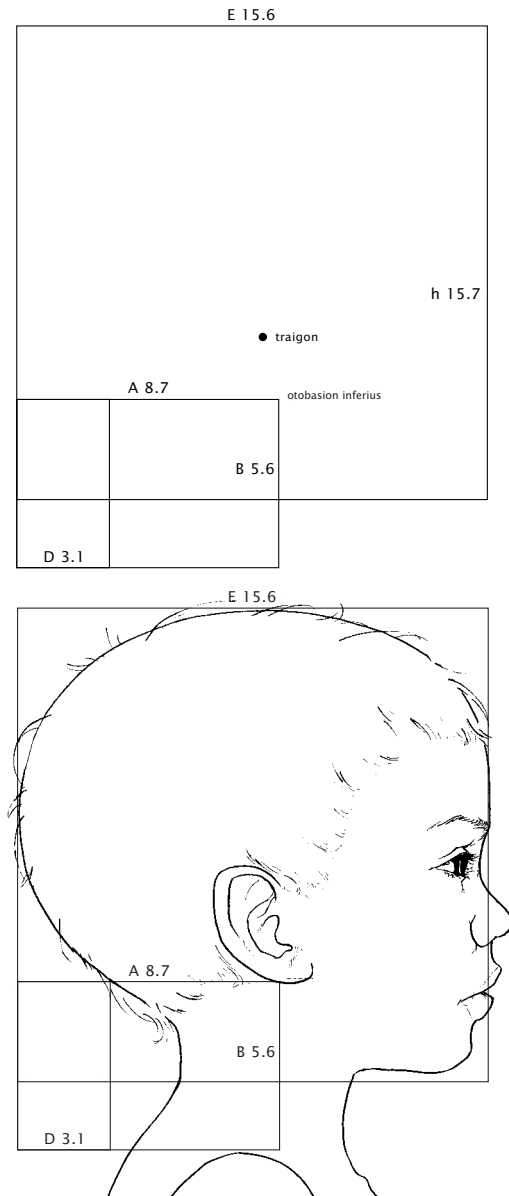 E 15.6
h 15.7
traigon
A 8.7
otobasion inferius
B 5.6
D 3.1
E 15.6
A 8.7
B 5.6
D 3.1